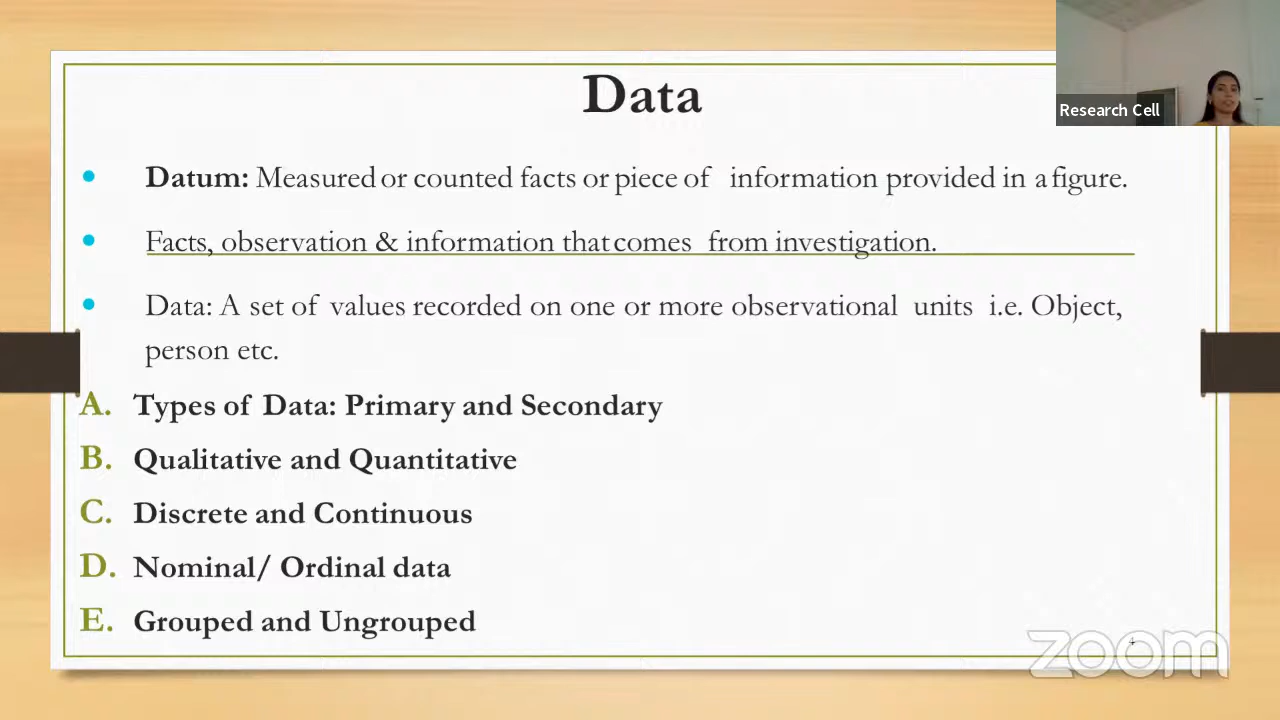 Data
Research Cell
Datum: Measured or counted facts or piece of information provided in a figure.
Facts, observation & information that comes from investigation.
Data: A set of values recorded on one or more observational units i.e. Object,
person etc.
A. Types of Data: Primary and Secondary
B. Qualitative and Quantitative
C. Discrete and Continuous
D. Nominal/ Ordinal data
E. Grouped and Ungrouped
4
zoom